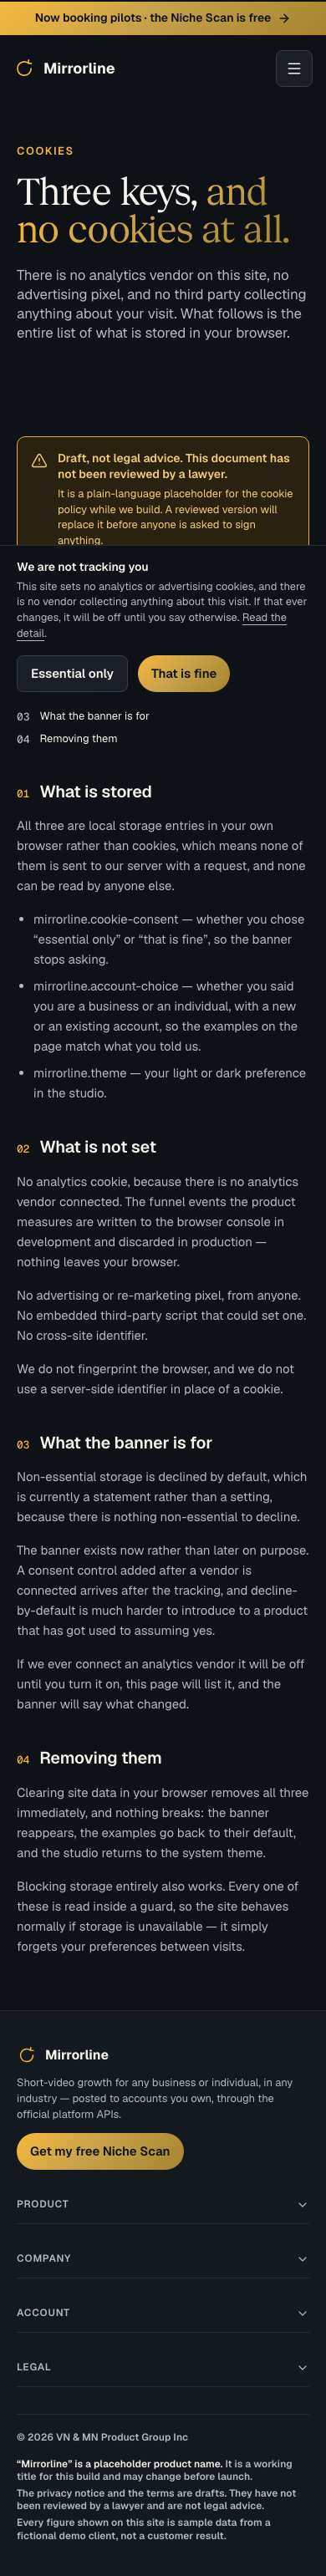 Now booking pilots · the Niche Scan is free →
Mirrorline
COOKIES
Three keys, and
no cookies at all.
There is no analytics vendor on this site, no
advertising pixel, and no third party collecting
anything about your visit. What follows is the
entire list of what is stored in your browser.
Draft, not legal advice. This document has
not been reviewed by a lawyer.
It is a plain-language placeholder for the cookie
policy while we build. A reviewed version will
replace it before anyone is asked to sign
anything.
We are not tracking you
This site sets no analytics or advertising cookies, and there
is no vendor collecting anything about this visit. If that ever
changes, it will be off until you say otherwise. Read the
detail.
Essential only
That is fine
03 What the banner is for
04 Removing them
01 What is stored
All three are local storage entries in your own
browser rather than cookies, which means none of
them is sent to our server with a request, and none
can be read by anyone else.
• mirrorline.cookie-consent — whether you chose
“essential only” or “that is fine”, so the banner
stops asking.
• mirrorline.account-choice — whether you said
you are a business or an individual, with a new
or an existing account, so the examples on the
page match what you told us.
• mirrorline.theme — your light or dark preference
in the studio.
02 What is not set
No analytics cookie, because there is no analytics
vendor connected. The funnel events the product
measures are written to the browser console in
development and discarded in production —
nothing leaves your browser.
No advertising or re-marketing pixel, from anyone.
No embedded third-party script that could set one.
No cross-site identifier.
We do not fingerprint the browser, and we do not
use a server-side identifier in place of a cookie.
03 What the banner is for
Non-essential storage is declined by default, which
is currently a statement rather than a setting,
because there is nothing non-essential to decline.
The banner exists now rather than later on purpose.
A consent control added after a vendor is
connected arrives after the tracking, and decline-
by-default is much harder to introduce to a product
that has got used to assuming yes.
If we ever connect an analytics vendor it will be off
until you turn it on, this page will list it, and the
banner will say what changed.
04 Removing them
Clearing site data in your browser removes all three
immediately, and nothing breaks: the banner
reappears, the examples go back to their default,
and the studio returns to the system theme.
Blocking storage entirely also works. Every one of
these is read inside a guard, so the site behaves
normally if storage is unavailable — it simply
forgets your preferences between visits.
Mirrorline
Short-video growth for any business or individual, in any
industry — posted to accounts you own, through the
official platform APIs.
Get my free Niche Scan
PRODUCT
COMPANY
ACCOUNT
LEGAL
© 2026 VN & MN Product Group Inc
“Mirrorline” is a placeholder product name. It is a working
title for this build and may change before launch.
The privacy notice and the terms are drafts. They have not
been reviewed by a lawyer and are not legal advice.
Every figure shown on this site is sample data from a
fictional demo client, not a customer result.